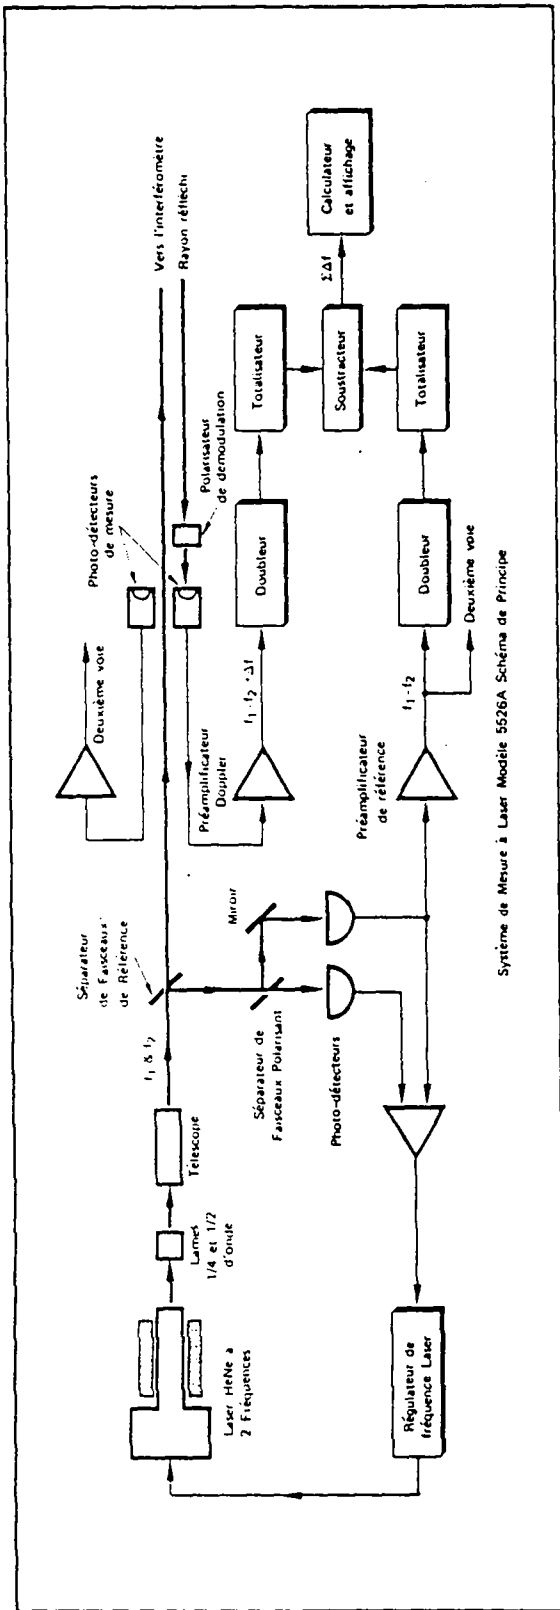 Laser HeNe a
2 Fréquences
Lames
1/4 et 1/2
d'onde
Télescope
f₁ & f₂
Séparateur
de Faisceaux
de Référence
Deuxième voie
Photo-détecteurs
de mesure
Vers l'interféromètre
Rayon réfléchi
Polarisateur
de demodulation
Préamplificateur
Doppler
f₁ - f₂ + Δf
Doubleur
Totalisateur
Miroir
Séparateur de
Faisceaux Polarisant
Photo-détecteurs
Soustracteur
ΣΔf
Calculateur
et affichage
Régulateur de
fréquence Laser
Préamplificateur
de référence
f₁ - f₂
Doubleur
Totalisateur
Deuxième voie
Système de Mesure à Laser Modèle 5526A Schéma de Principe